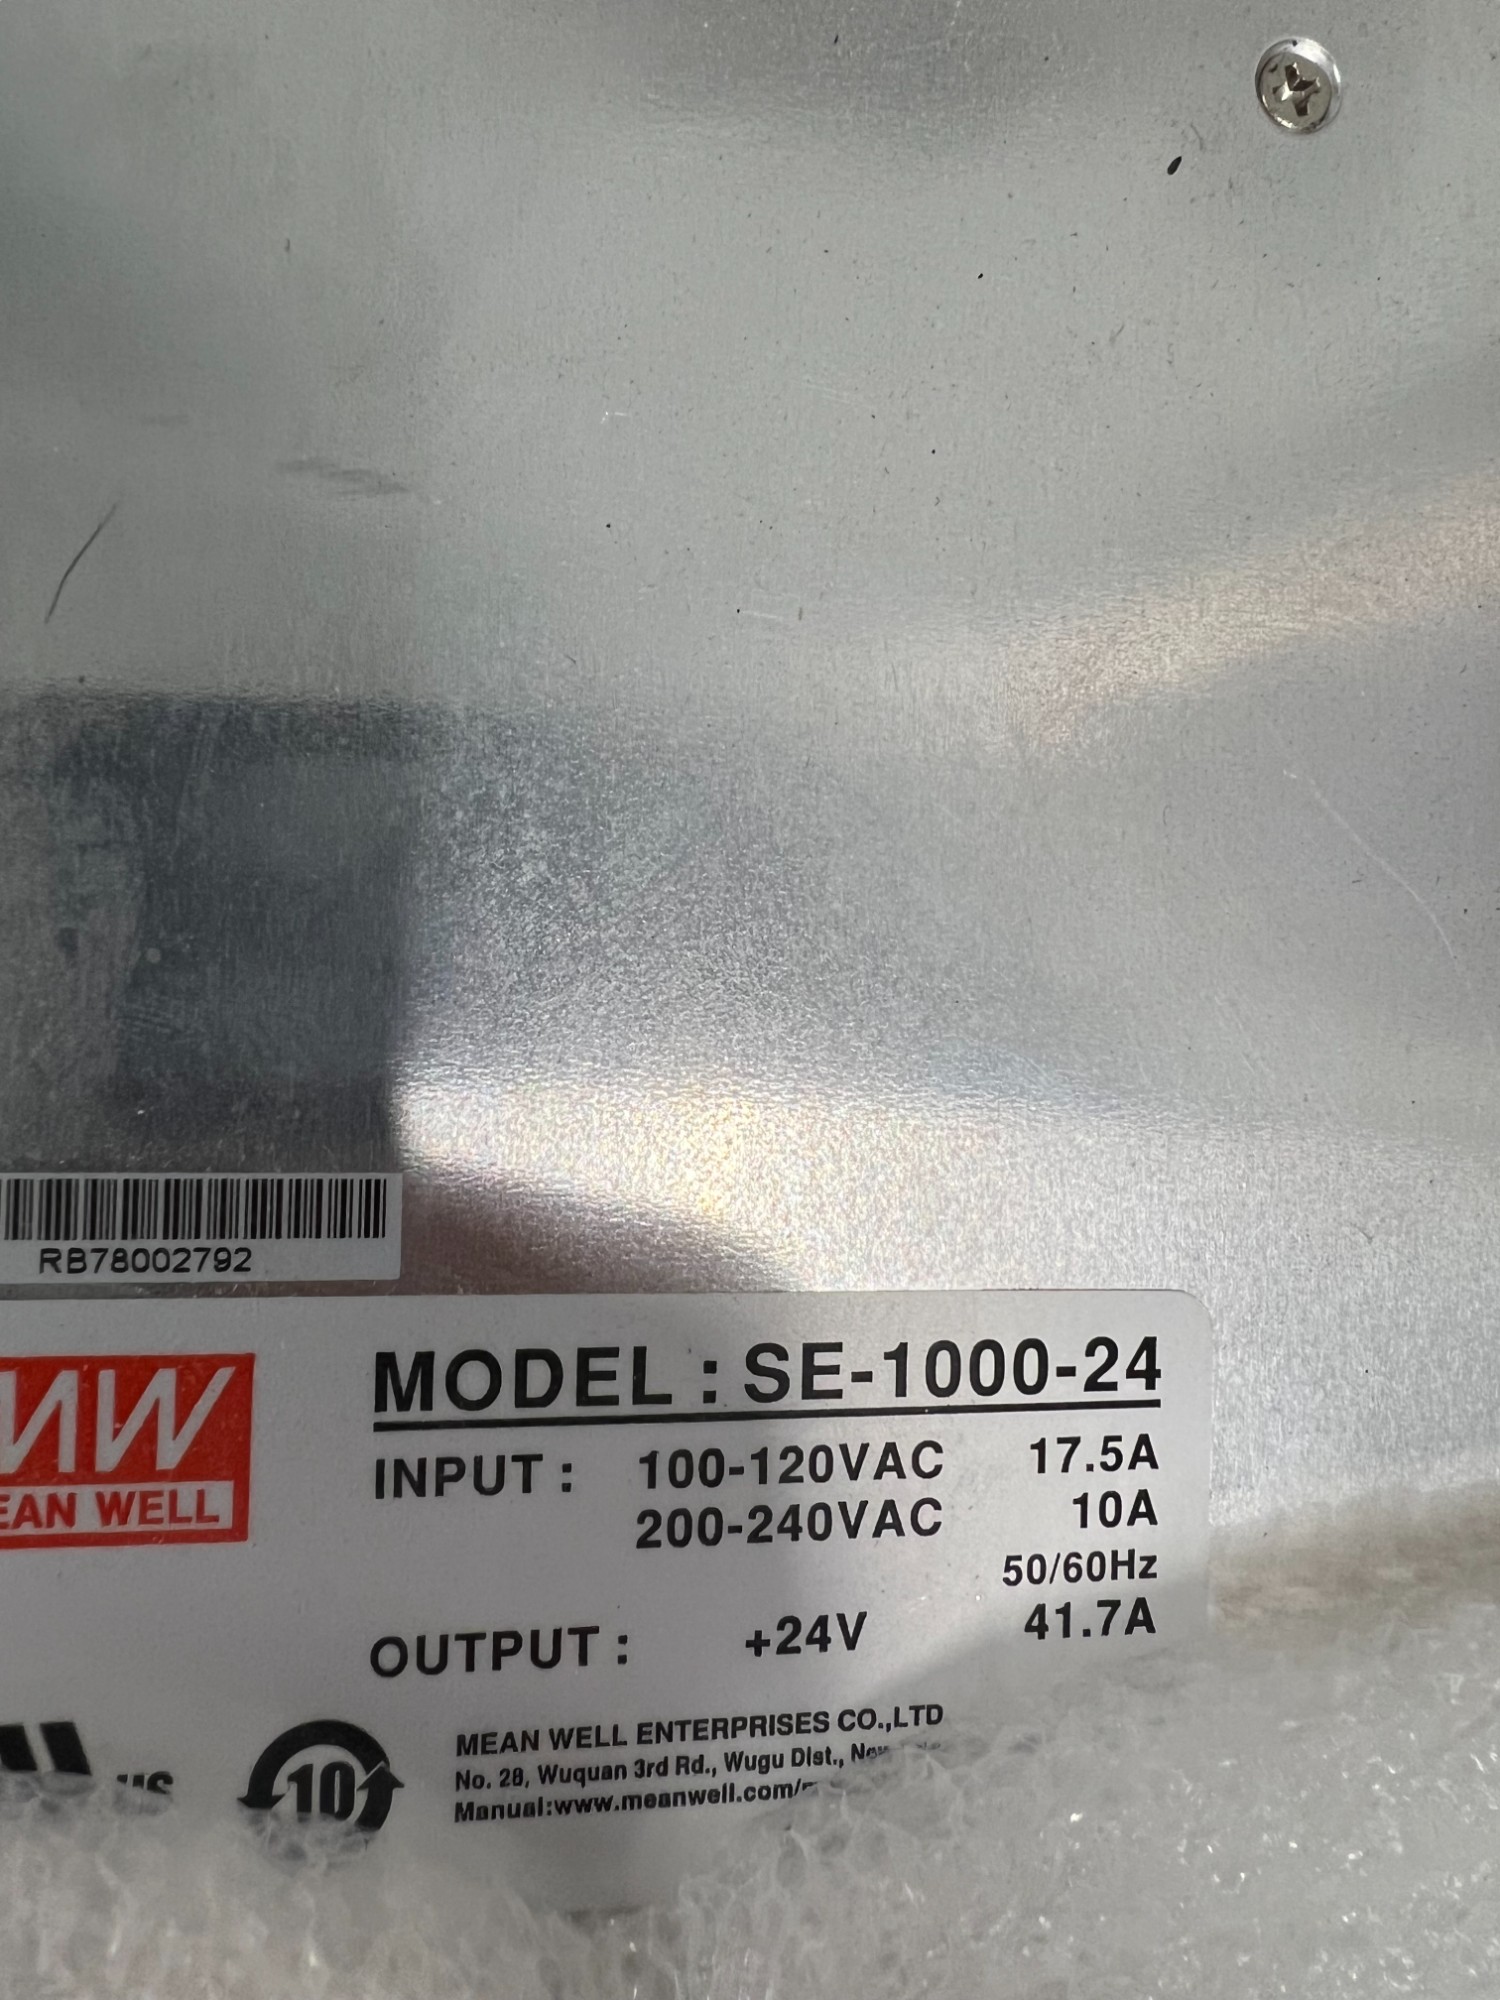 RB78002792
MW
EAN WELL
MODEL : SE-1000-24
INPUT : 100-120VAC 17.5A
200-240VAC 10A
50/60Hz
OUTPUT : +24V 41.7A
US
10
MEAN WELL ENTERPRISES CO.,LTD
No. 28, Wuquan 3rd Rd., Wugu Dist.,
Manual:www.meanwell.com/